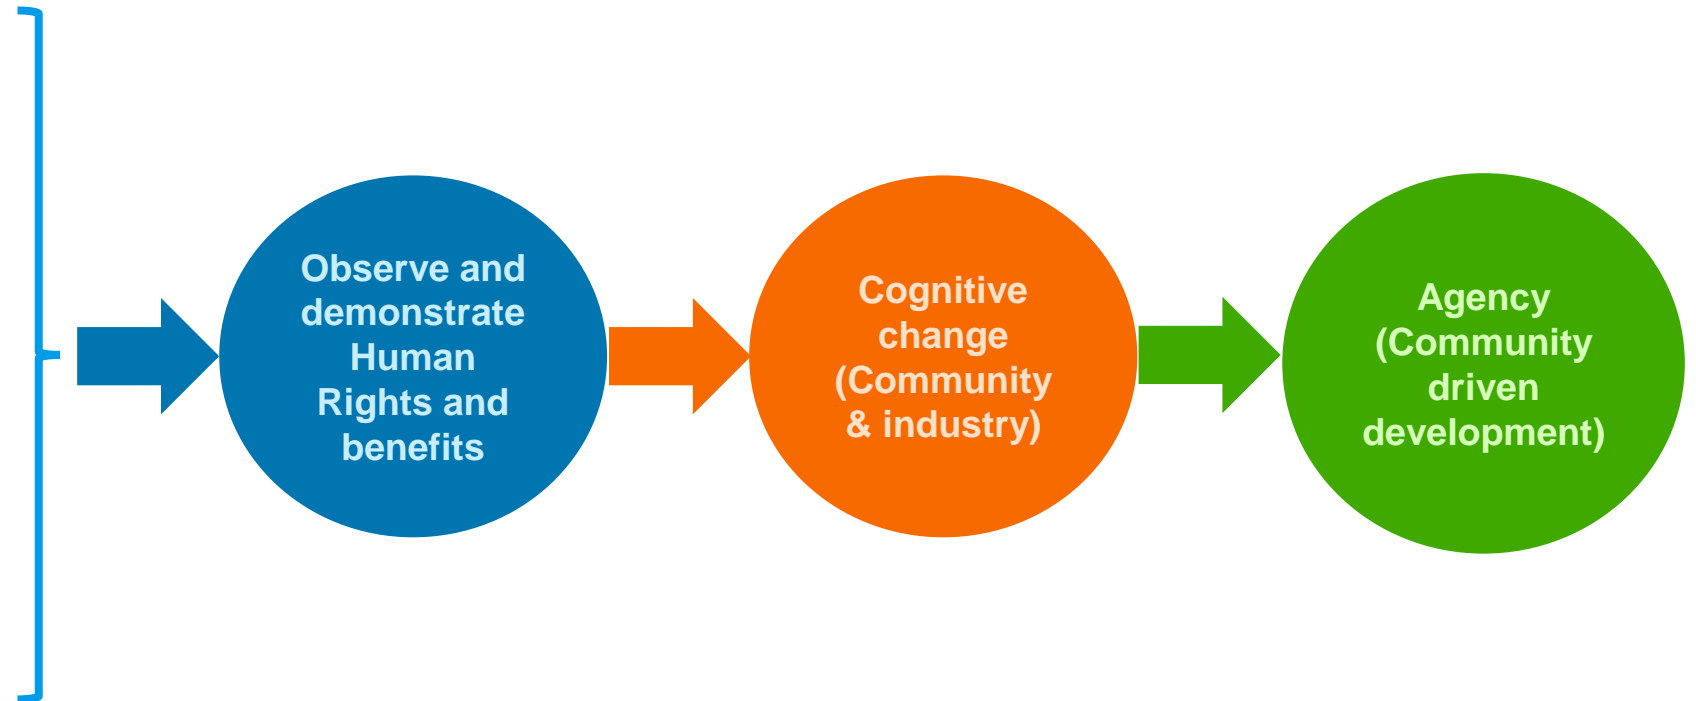 Observe and
demonstrate
Human
Rights and
benefits
Cognitive
change
(Community
& industry)
Agency
(Community
driven
development)